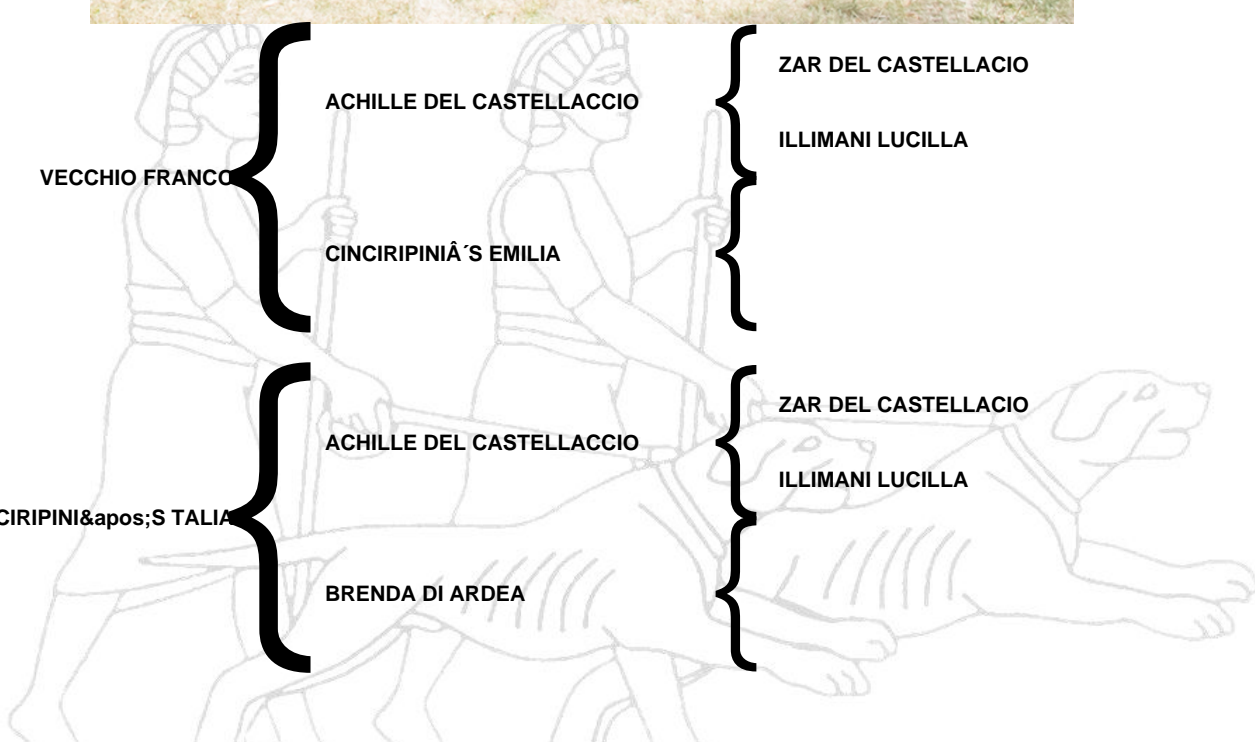 ZAR DEL CASTELLACIO
ACHILLE DEL CASTELLACCIO
ILLIMANI LUCILLA
VECCHIO FRANCO
CINCIRIPINIÂ´S EMILIA
ZAR DEL CASTELLACIO
ACHILLE DEL CASTELLACCIO
ILLIMANI LUCILLA
CIRIPINI&apos;S TALIA
BRENDA DI ARDEA